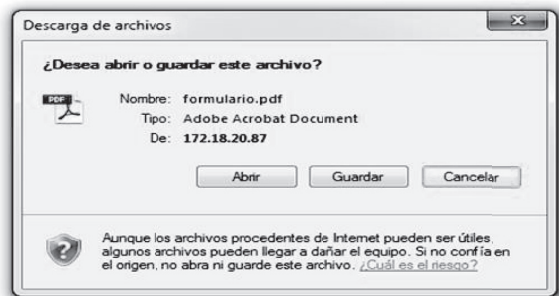 Descarga de archivos
¿Desea abrir o guardar este archivo?
PDF
Nombre: formulario.pdf
Tipo: Adobe Acrobat Document
De: 172.18.20.87
Abrir Guardar Cancelar
Aunque los archivos procedentes de Internet pueden ser útiles,
algunos archivos pueden llegar a dañar el equipo. Si no confía en
el origen, no abra ni guarde este archivo. ¿Cuál es el riesgo?